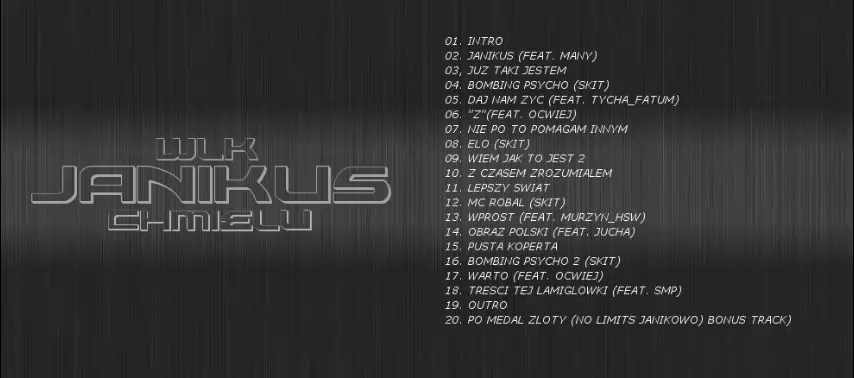 WLK
JANIKUS
CHMIELU
01. INTRO
02. JANIKUS (FEAT. MANY)
03, JUZ TAKI JESTEM
04. BOMBING PSYCHO (SKIT)
05. DAJ NAM ZYC (FEAT. TYCHA_FATUM)
06. "Z"(FEAT. OCWIEJ)
07. NIE PO TO POMAGAM INNYM
08. ELO (SKIT)
09. WIEM JAK TO JEST 2
10. Z CZASEM ZROZUMIALEM
11. LEPSZY SWIAT
12. MC ROBAL (SKIT)
13. WPROST (FEAT. MURZYN_HSW)
14. OBRAZ POLSKI (FEAT. JUCHA)
15. PUSTA KOPERTA
16. BOMBING PSYCHO 2 (SKIT)
17. WARTO (FEAT. OCWIEJ)
18. TRESCI TEJ LAMIGLOWKI (FEAT. SMP)
19. OUTRO
20. PO MEDAL ZLOTY (NO LIMITS JANIKOWO) BONUS TRACK)